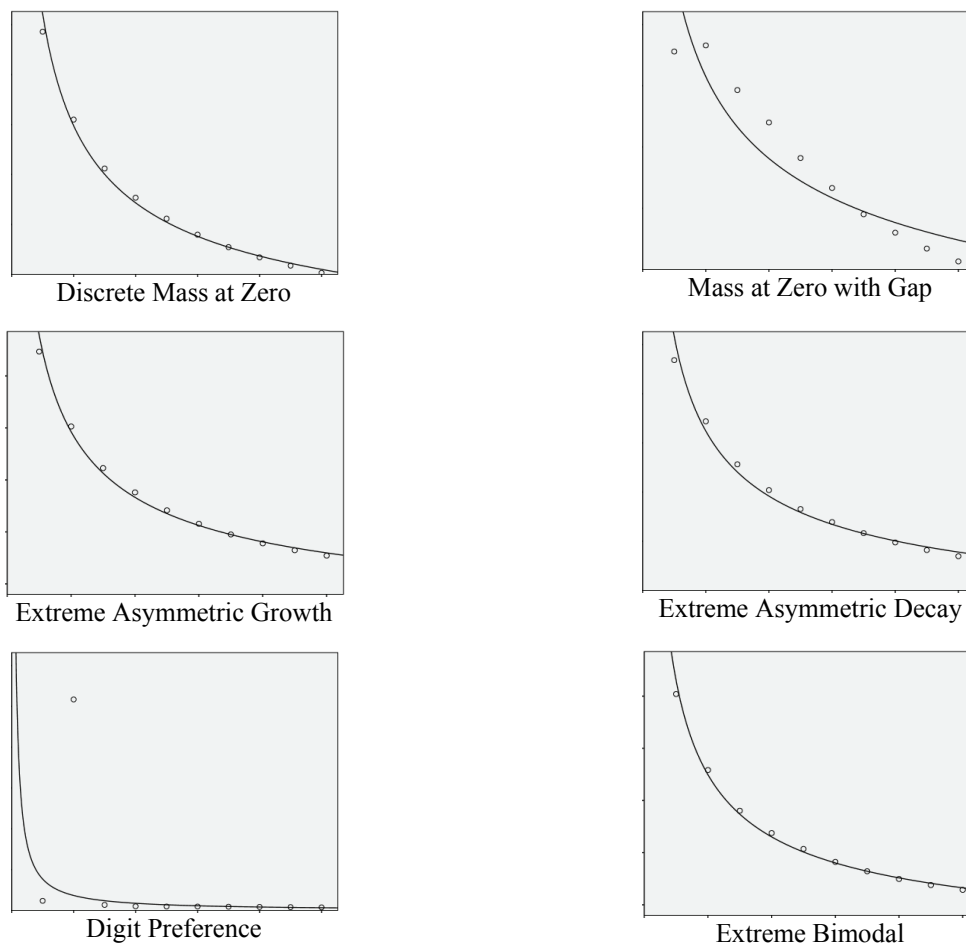 Discrete Mass at Zero
Mass at Zero with Gap
Extreme Asymmetric Growth
Extreme Asymmetric Decay
Digit Preference
Extreme Bimodal